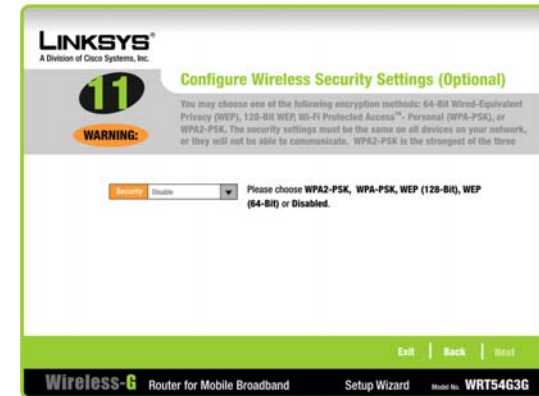 LINKSYS®
A Division of Cisco Systems, Inc.
11
WARNING:
Configure Wireless Security Settings (Optional)
You may choose one of the following encryption methods: 64-Bit Wired-Equivalent
Privacy (WEP), 128-Bit WEP, Wi-Fi Protected Access™- Personal (WPA-PSK), or
WPA2-PSK. The security settings must be the same on all devices on your network,
or they will not be able to communicate. WPA2-PSK is the strongest of the three
Security Disable
Please choose WPA2-PSK, WPA-PSK, WEP (128-Bit), WEP
(64-Bit) or Disabled.
Exit Back Next
Wireless-G Router for Mobile Broadband Setup Wizard Model No. WRT54G3G